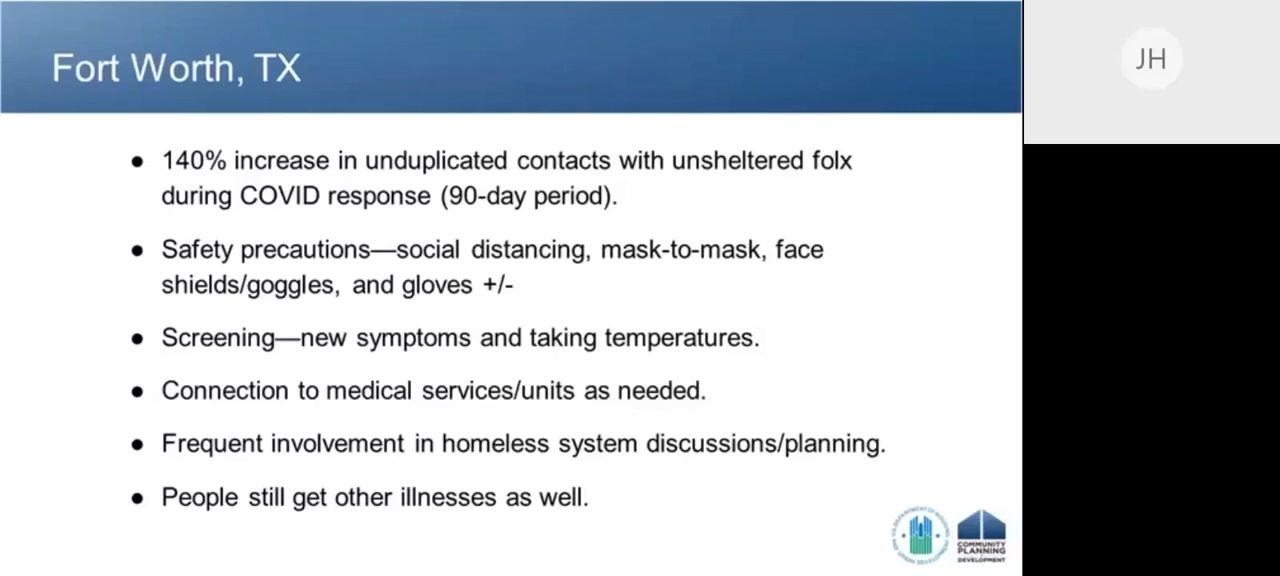 Fort Worth, TX
JH
● 140% increase in unduplicated contacts with unsheltered folx
during COVID response (90-day period).
● Safety precautions—social distancing, mask-to-mask, face
shields/goggles, and gloves +/-
● Screening—new symptoms and taking temperatures.
● Connection to medical services/units as needed.
● Frequent involvement in homeless system discussions/planning.
● People still get other illnesses as well.
COMMUNITY
PLANNING
DEVELOPMENT